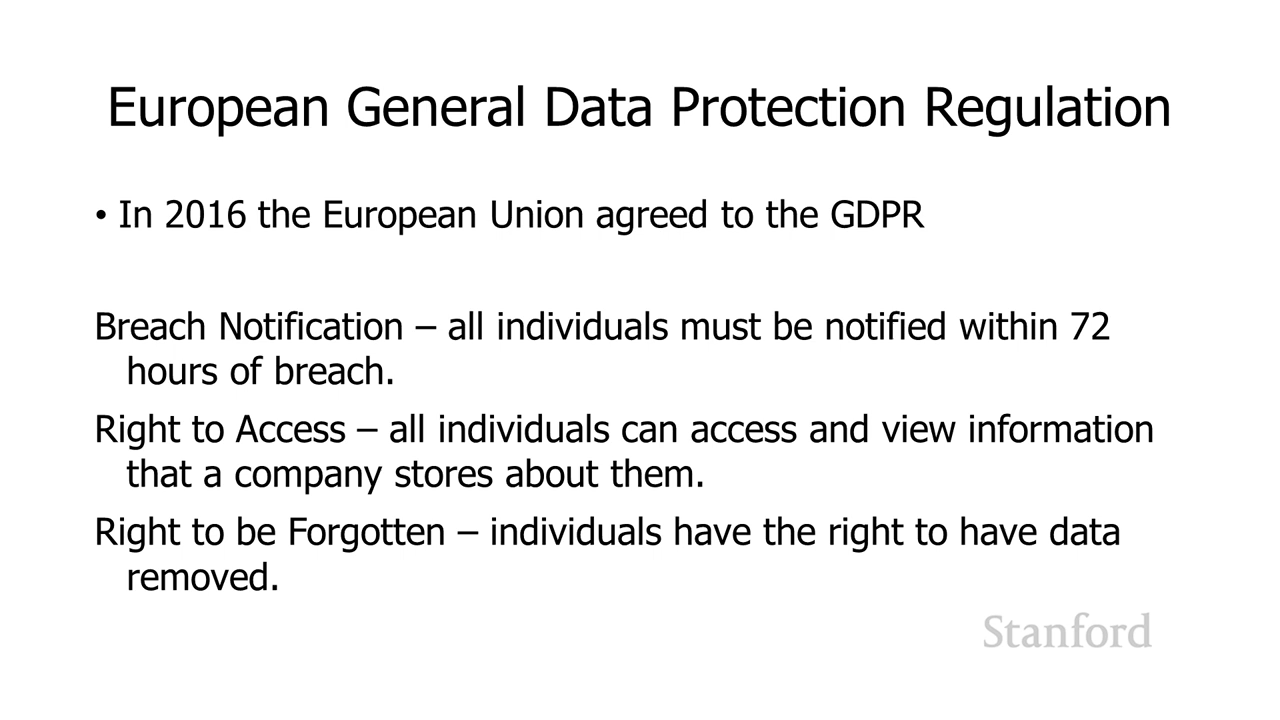 European General Data Protection Regulation
• In 2016 the European Union agreed to the GDPR
Breach Notification – all individuals must be notified within 72
hours of breach.
Right to Access – all individuals can access and view information
that a company stores about them.
Right to be Forgotten – individuals have the right to have data
removed.
Stanford